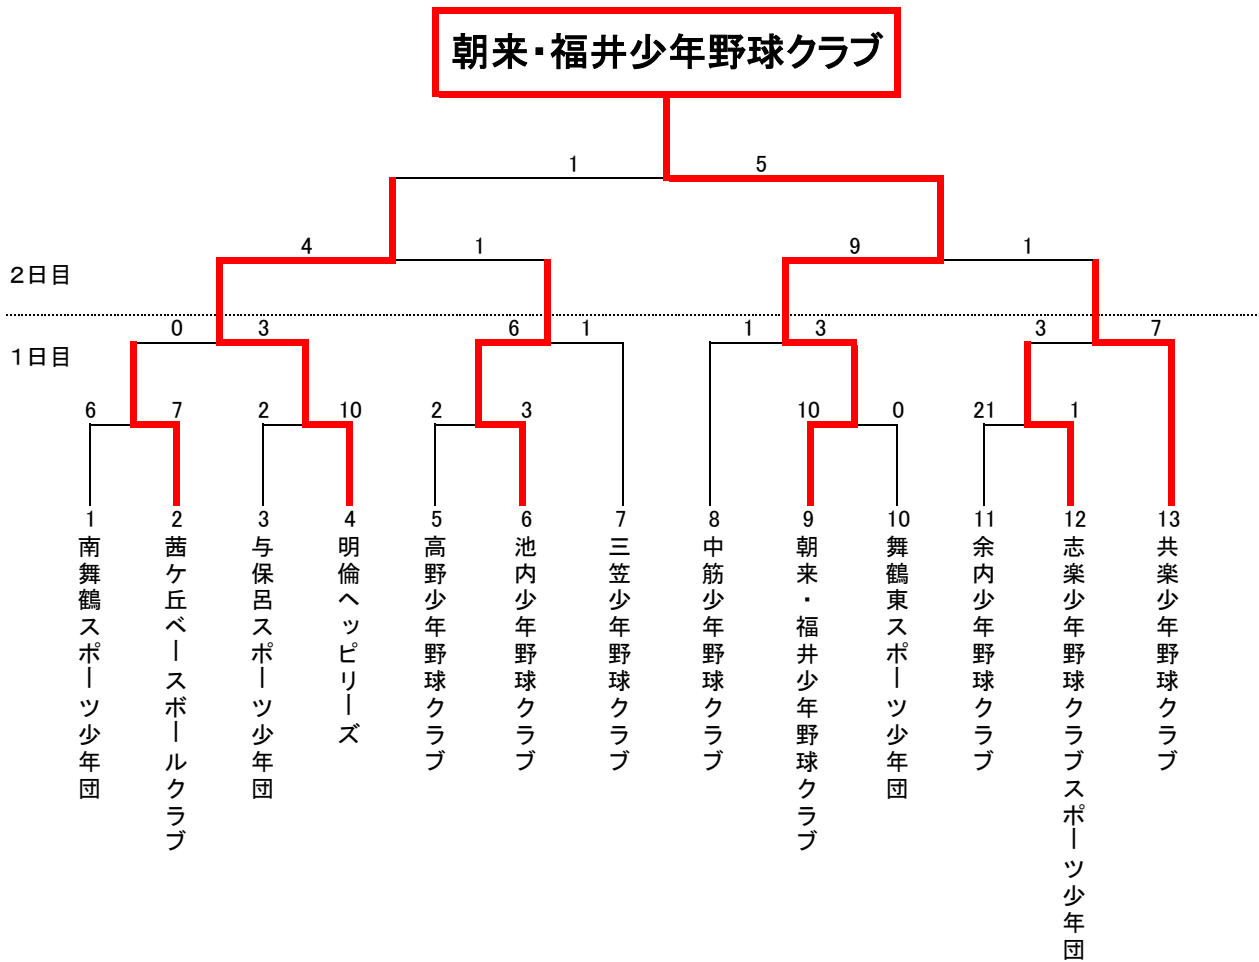 朝来・福井少年野球クラブ
1 5
4 1 9 1
2日目
0 3 6 1 1 3 3 7
1日目
6 7 2 10 2 3 10 0 21 1
1 2 3 4 5 6 7 8 9 10 11 12 13
南舞鶴スポーツ少年団
茜ケ丘ベースボールクラブ
与保呂スポーツ少年団
明倫ヘッピリーズ
高野少年野球クラブ
池内少年野球クラブ
三笠少年野球クラブ
中筋少年野球クラブ
朝来・福井少年野球クラブ
舞鶴東スポーツ少年団
余内少年野球クラブ
志楽少年野球クラブスポーツ少年団
共楽少年野球クラブ